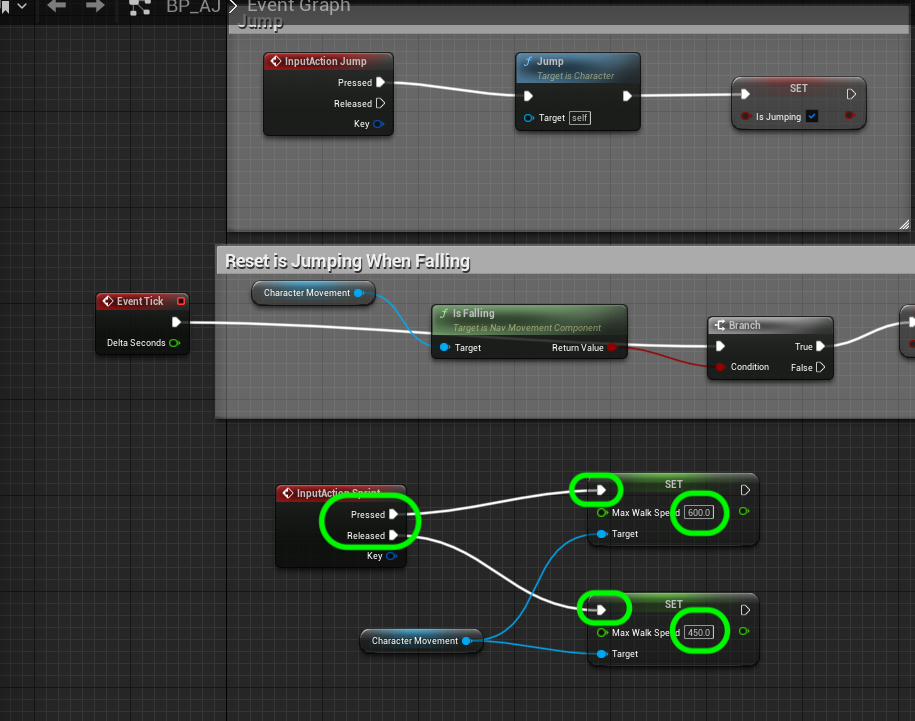 BP_AJ > Event Graph
Jump
InputAction Jump
Pressed
Released
Key
f Jump
Target is Character
Target self
SET
Is Jumping
Reset is Jumping When Falling
Event Tick
Delta Seconds
Character Movement
f Is Falling
Target is Nav Movement Component
Target Return Value
Branch
True
Condition False
InputAction Sprint
Pressed
Released
Key
SET
Max Walk Speed 600.0
Target
SET
Max Walk Speed 450.0
Target
Character Movement